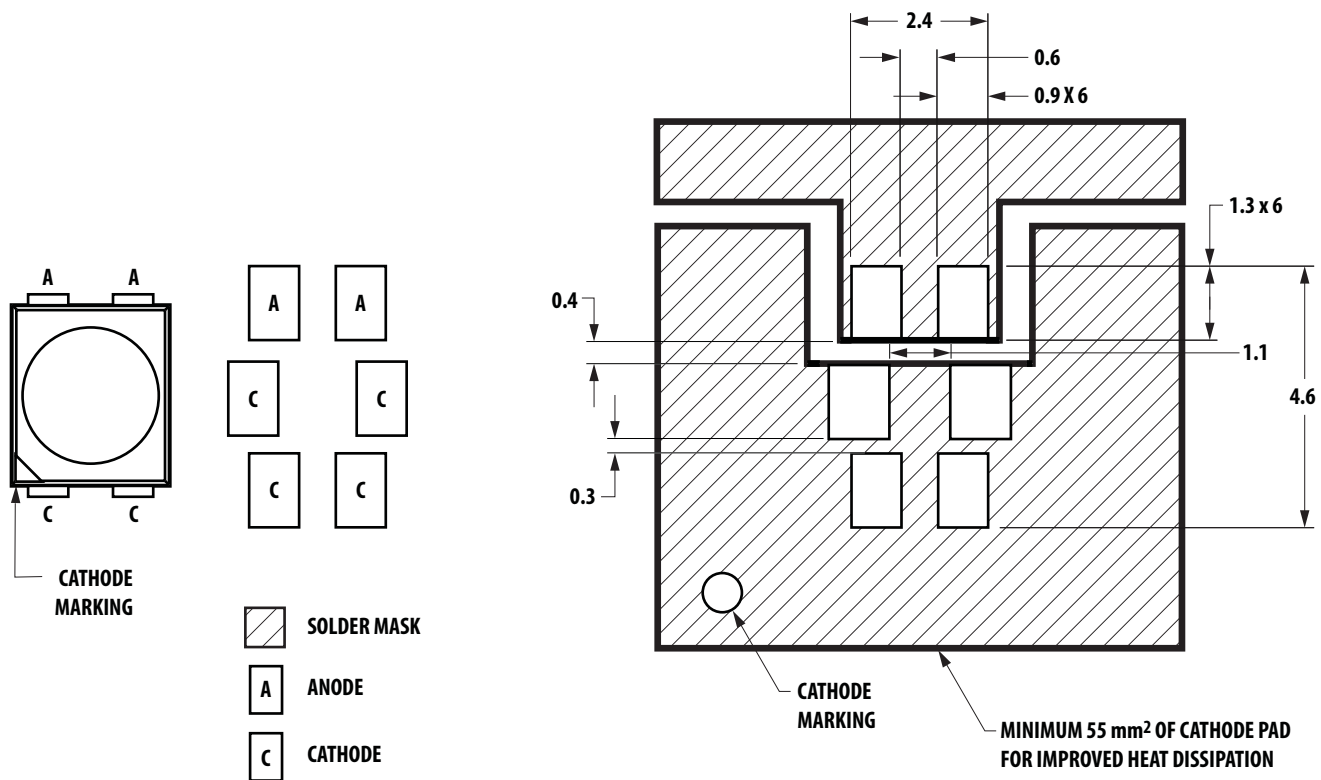 A A
C C
CATHODE
MARKING
A A
C C
C C
SOLDER MASK
A ANODE
C CATHODE
2.4
0.6
0.9 X 6
1.3 x 6
0.4
1.1
4.6
0.3
CATHODE
MARKING
MINIMUM 55 mm² OF CATHODE PAD
FOR IMPROVED HEAT DISSIPATION